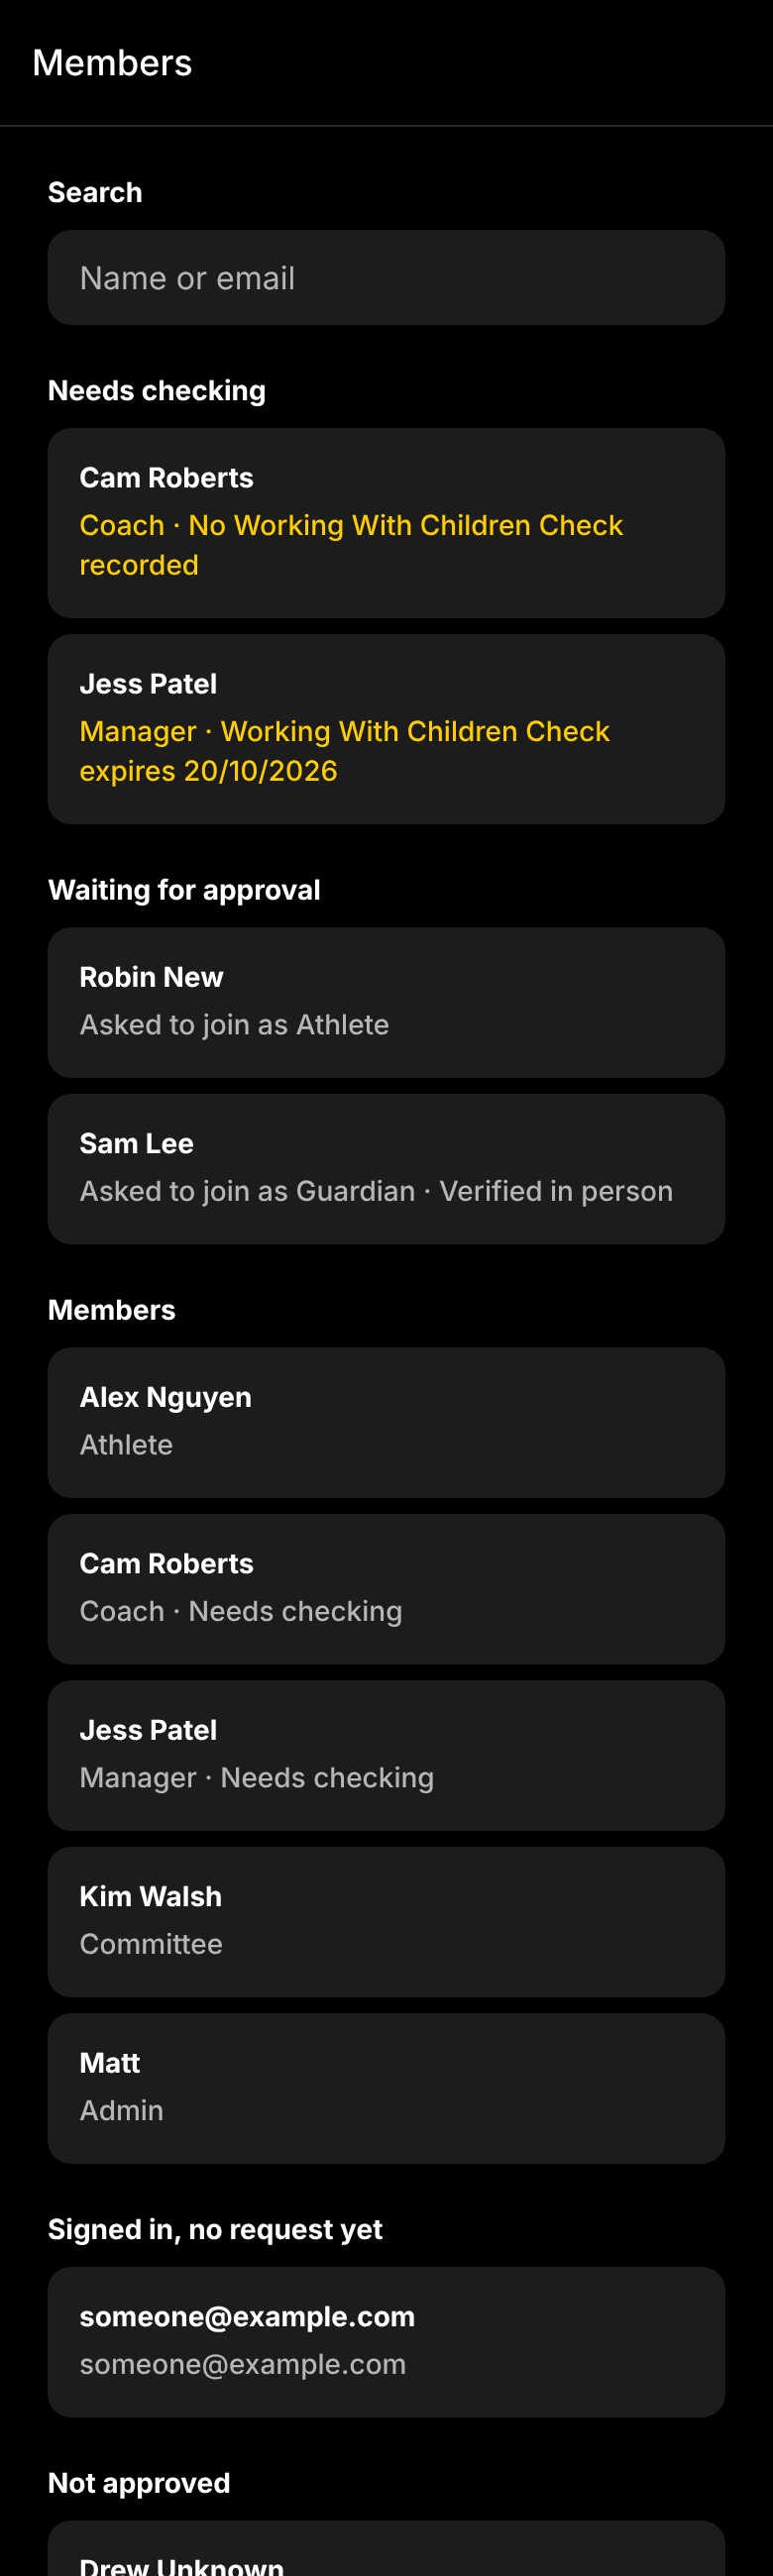 Members
Search
Name or email
Needs checking
Cam Roberts
Coach · No Working With Children Check
recorded
Jess Patel
Manager · Working With Children Check
expires 20/10/2026
Waiting for approval
Robin New
Asked to join as Athlete
Sam Lee
Asked to join as Guardian · Verified in person
Members
Alex Nguyen
Athlete
Cam Roberts
Coach · Needs checking
Jess Patel
Manager · Needs checking
Kim Walsh
Committee
Matt
Admin
Signed in, no request yet
someone@example.com
someone@example.com
Not approved
Drew Unknown